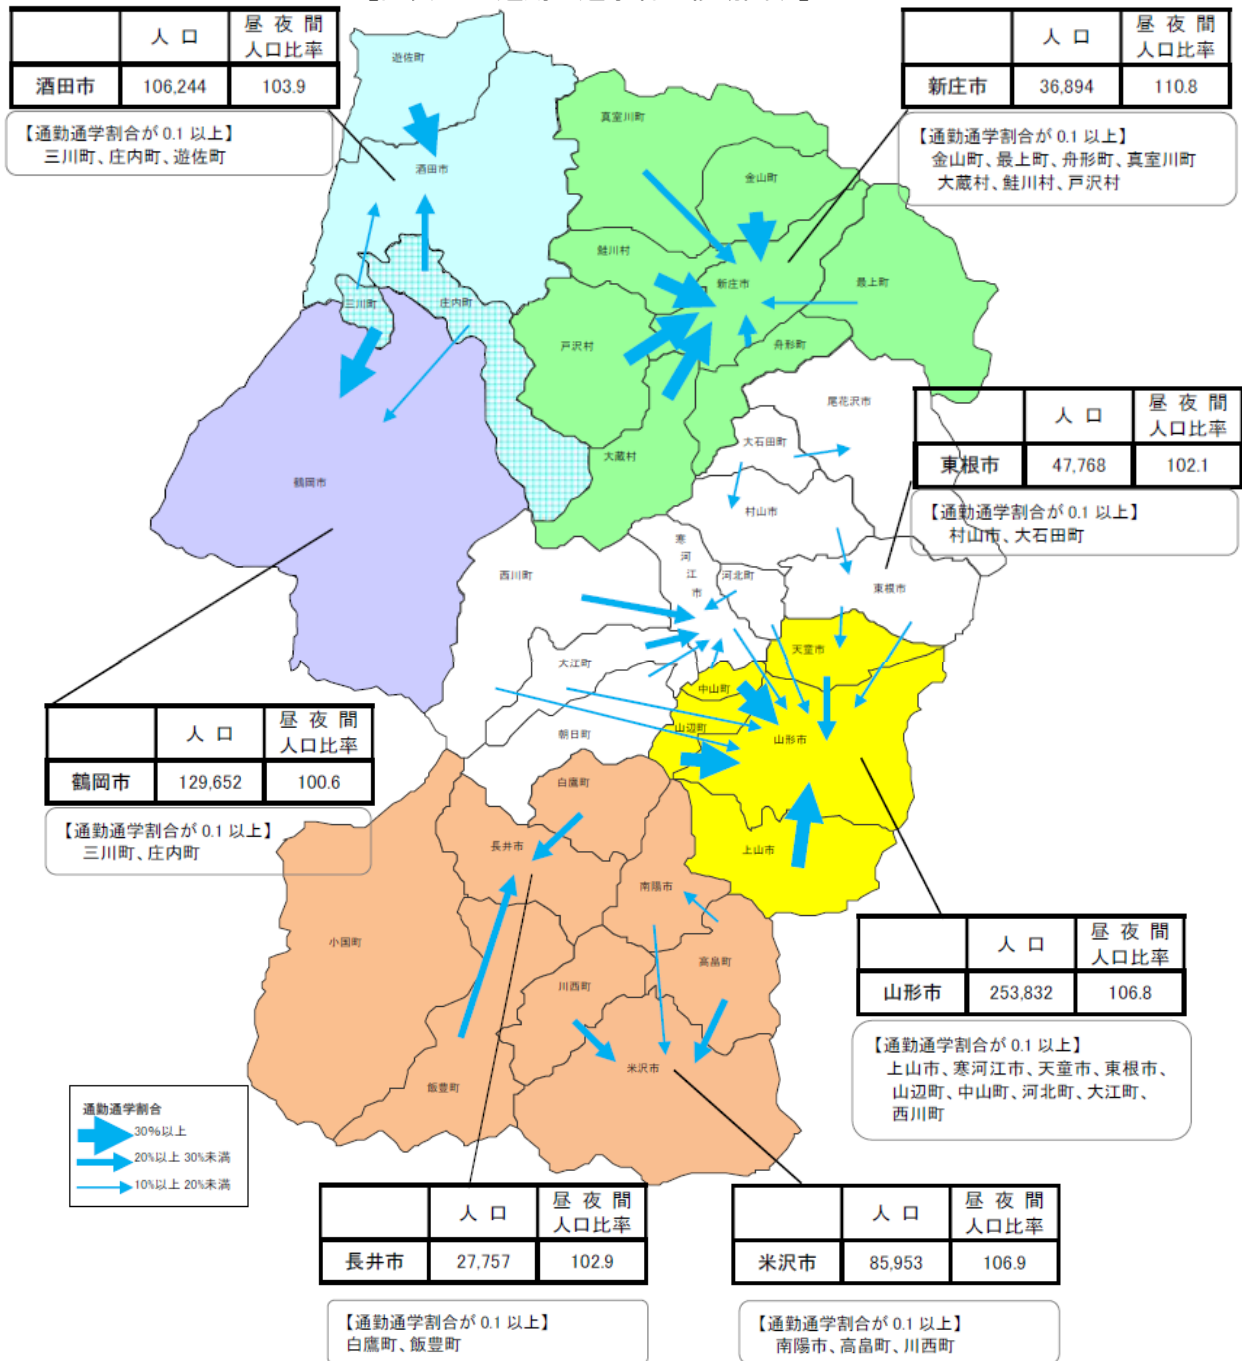 人 口
昼 夜 間
人口比率
酒田市
106,244
103.9
【通勤通学割合が 0.1 以上】
三川町、庄内町、遊佐町
人 口
昼 夜 間
人口比率
新庄市
36,894
110.8
【通勤通学割合が 0.1 以上】
金山町、最上町、舟形町、真室川町
大蔵村、鮭川村、戸沢村
遊佐町
酒田市
真室川町
金山町
鮭川村
新庄市
最上町
三川町
庄内町
戸沢村
舟形町
尾花沢市
大石田町
大蔵村
鶴岡市
村山市
人 口
昼 夜 間
人口比率
東根市
47,768
102.1
【通勤通学割合が 0.1 以上】
村山市、大石田町
西川町
寒河江市
河北町
東根市
大江町
天童市
中山町
山辺町
山形市
朝日町
人 口
昼 夜 間
人口比率
鶴岡市
129,652
100.6
【通勤通学割合が 0.1 以上】
三川町、庄内町
白鷹町
長井市
上山市
南陽市
小国町
高畠町
川西町
米沢市
飯豊町
人 口
昼 夜 間
人口比率
山形市
253,832
106.8
【通勤通学割合が 0.1 以上】
上山市、寒河江市、天童市、東根市、
山辺町、中山町、河北町、大江町、
西川町
通勤通学割合
30%以上
20%以上 30%未満
10%以上 20%未満
人 口
昼 夜 間
人口比率
長井市
27,757
102.9
【通勤通学割合が 0.1 以上】
白鷹町、飯豊町
人 口
昼 夜 間
人口比率
米沢市
85,953
106.9
【通勤通学割合が 0.1 以上】
南陽市、高畠町、川西町